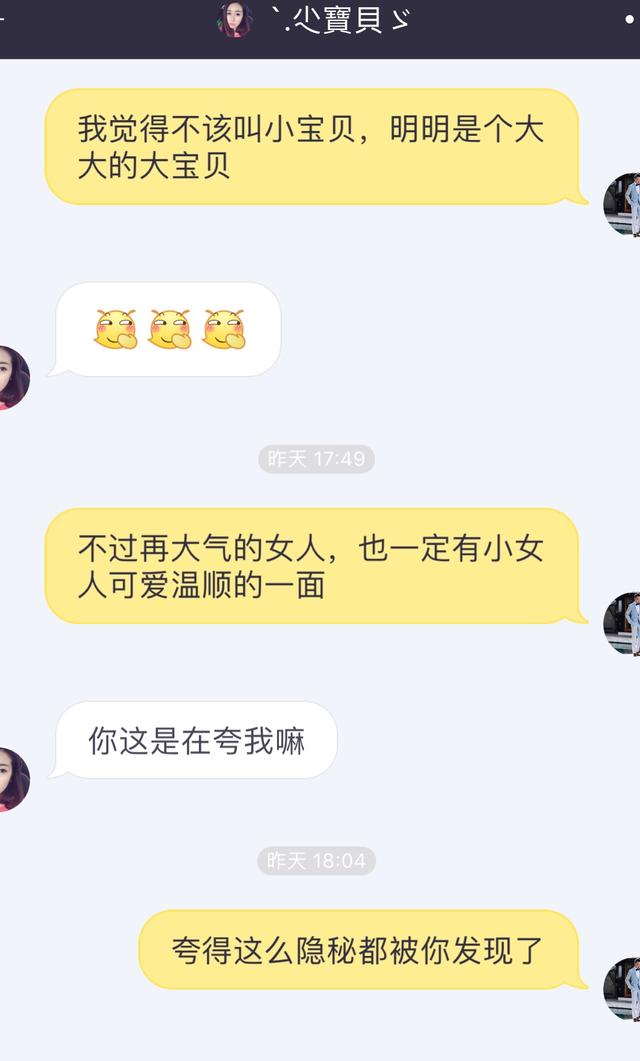 `.尐寶貝ゞ
我觉得不该叫小宝贝，明明是个大
大的大宝贝
昨天 17:49
不过再大气的女人，也一定有小女
人可爱温顺的一面
你这是在夸我嘛
昨天 18:04
夸得这么隐秘都被你发现了